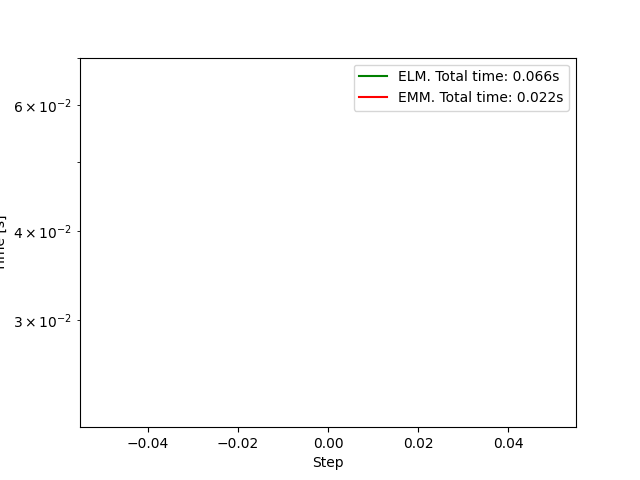 ELM. Total time: 0.066s
EMM. Total time: 0.022s
6 × 10⁻²
4 × 10⁻²
3 × 10⁻²
Time [s]
−0.04 −0.02 0.00 0.02 0.04
Step